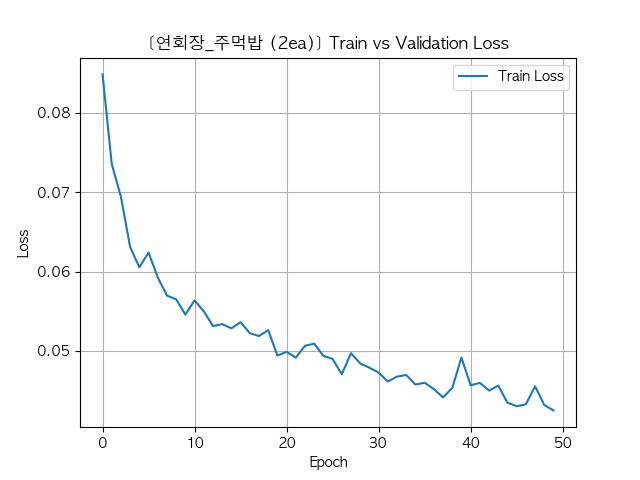 [연회장_주먹밥 (2ea)] Train vs Validation Loss
Train Loss
Loss
0.08
0.07
0.06
0.05
0
10
20
30
40
50
Epoch